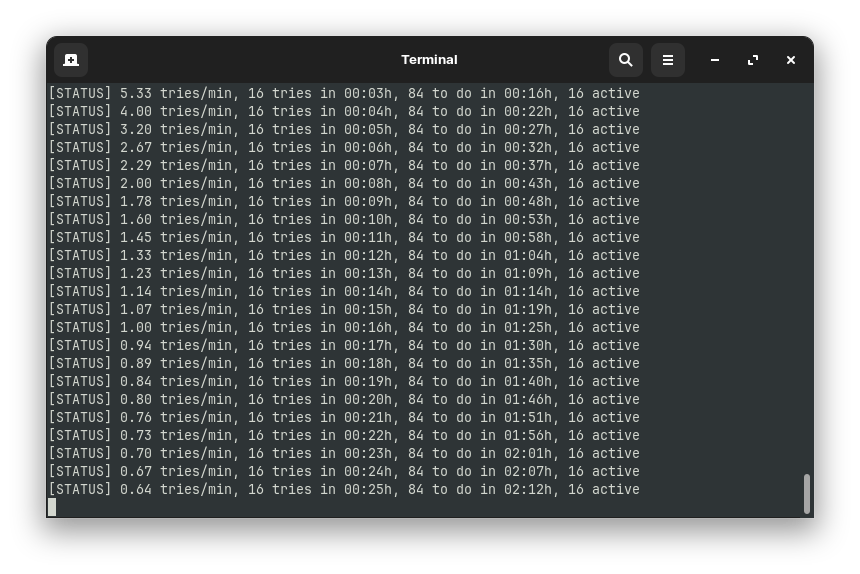 Terminal
[STATUS] 5.33 tries/min, 16 tries in 00:03h, 84 to do in 00:16h, 16 active
[STATUS] 4.00 tries/min, 16 tries in 00:04h, 84 to do in 00:22h, 16 active
[STATUS] 3.20 tries/min, 16 tries in 00:05h, 84 to do in 00:27h, 16 active
[STATUS] 2.67 tries/min, 16 tries in 00:06h, 84 to do in 00:32h, 16 active
[STATUS] 2.29 tries/min, 16 tries in 00:07h, 84 to do in 00:37h, 16 active
[STATUS] 2.00 tries/min, 16 tries in 00:08h, 84 to do in 00:43h, 16 active
[STATUS] 1.78 tries/min, 16 tries in 00:09h, 84 to do in 00:48h, 16 active
[STATUS] 1.60 tries/min, 16 tries in 00:10h, 84 to do in 00:53h, 16 active
[STATUS] 1.45 tries/min, 16 tries in 00:11h, 84 to do in 00:58h, 16 active
[STATUS] 1.33 tries/min, 16 tries in 00:12h, 84 to do in 01:04h, 16 active
[STATUS] 1.23 tries/min, 16 tries in 00:13h, 84 to do in 01:09h, 16 active
[STATUS] 1.14 tries/min, 16 tries in 00:14h, 84 to do in 01:14h, 16 active
[STATUS] 1.07 tries/min, 16 tries in 00:15h, 84 to do in 01:19h, 16 active
[STATUS] 1.00 tries/min, 16 tries in 00:16h, 84 to do in 01:25h, 16 active
[STATUS] 0.94 tries/min, 16 tries in 00:17h, 84 to do in 01:30h, 16 active
[STATUS] 0.89 tries/min, 16 tries in 00:18h, 84 to do in 01:35h, 16 active
[STATUS] 0.84 tries/min, 16 tries in 00:19h, 84 to do in 01:40h, 16 active
[STATUS] 0.80 tries/min, 16 tries in 00:20h, 84 to do in 01:46h, 16 active
[STATUS] 0.76 tries/min, 16 tries in 00:21h, 84 to do in 01:51h, 16 active
[STATUS] 0.73 tries/min, 16 tries in 00:22h, 84 to do in 01:56h, 16 active
[STATUS] 0.70 tries/min, 16 tries in 00:23h, 84 to do in 02:01h, 16 active
[STATUS] 0.67 tries/min, 16 tries in 00:24h, 84 to do in 02:07h, 16 active
[STATUS] 0.64 tries/min, 16 tries in 00:25h, 84 to do in 02:12h, 16 active